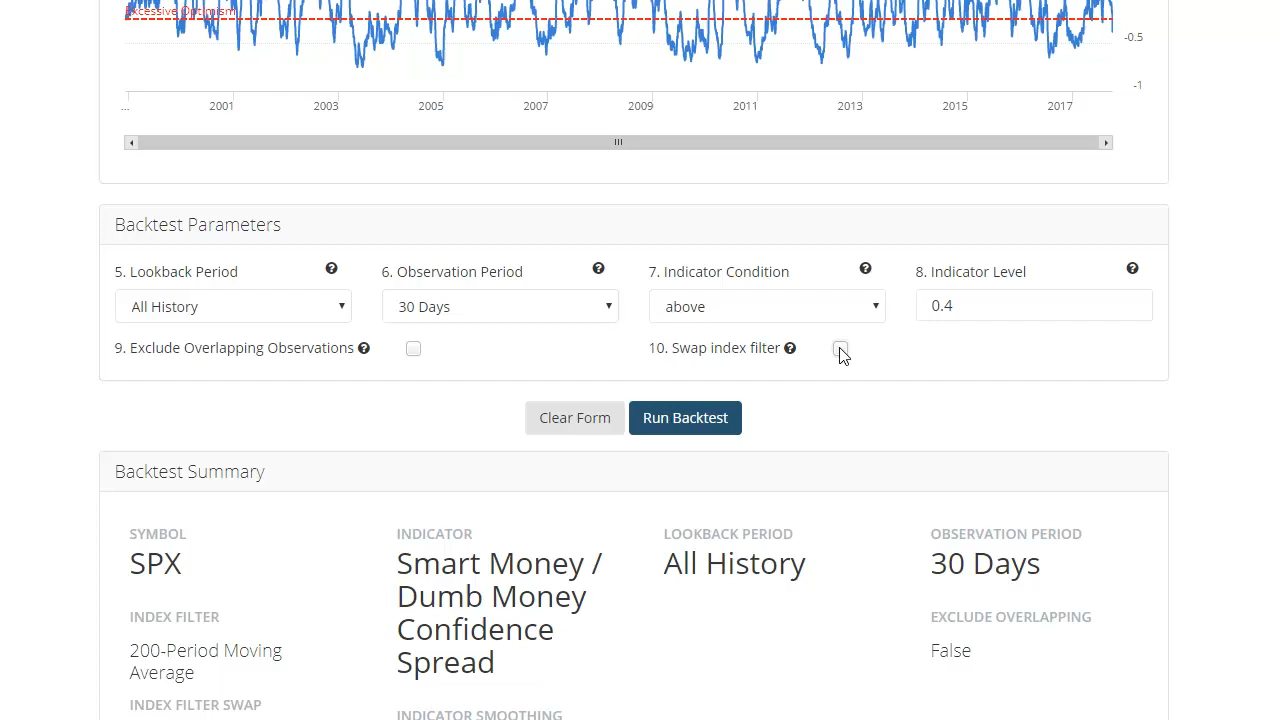 Excessive Optimism
-0.5
-1
... 2001 2003 2005 2007 2009 2011 2013 2015 2017
Backtest Parameters
5. Lookback Period 6. Observation Period 7. Indicator Condition 8. Indicator Level
All History 30 Days above 0.4
9. Exclude Overlapping Observations 10. Swap index filter
Clear Form Run Backtest
Backtest Summary
SYMBOL INDICATOR LOOKBACK PERIOD OBSERVATION PERIOD
SPX Smart Money / All History 30 Days
Dumb Money
INDEX FILTER EXCLUDE OVERLAPPING
Confidence
200-Period Moving False
Spread
Average
INDEX FILTER SWAP
INDICATOR SMOOTHING